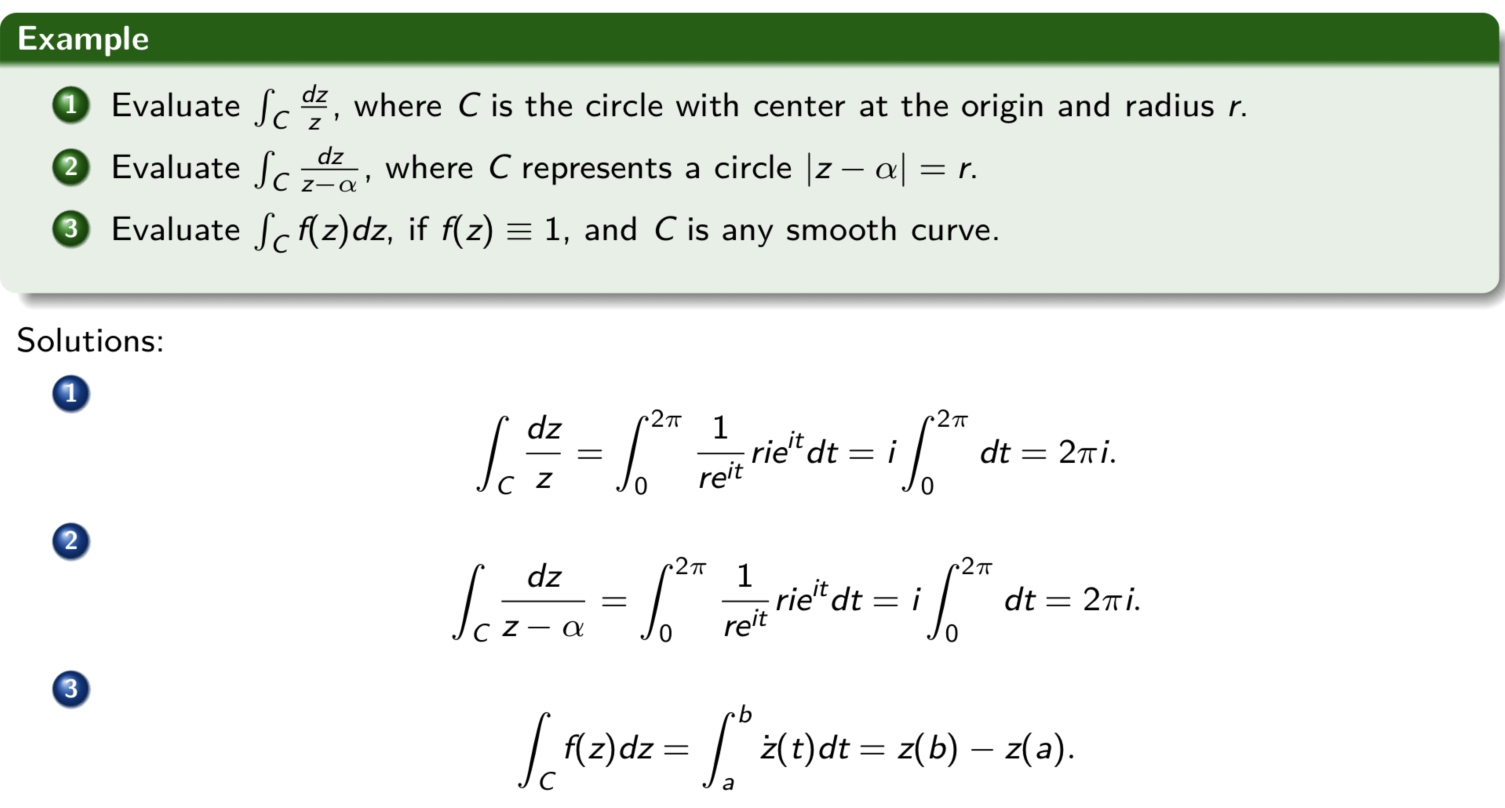 Example
1 Evaluate $\int_C \frac{dz}{z}$, where $C$ is the circle with center at the origin and radius $r$.
2 Evaluate $\int_C \frac{dz}{z-\alpha}$, where $C$ represents a circle $|z-\alpha| = r$.
3 Evaluate $\int_C f(z)dz$, if $f(z) \equiv 1$, and $C$ is any smooth curve.
Solutions:
1
$\int_C \frac{dz}{z} = \int_0^{2\pi} \frac{1}{re^{it}} rie^{it} dt = i \int_0^{2\pi} dt = 2\pi i.$
2
$\int_C \frac{dz}{z-\alpha} = \int_0^{2\pi} \frac{1}{re^{it}} rie^{it} dt = i \int_0^{2\pi} dt = 2\pi i.$
3
$\int_C f(z)dz = \int_a^b \dot{z}(t)dt = z(b) - z(a).$